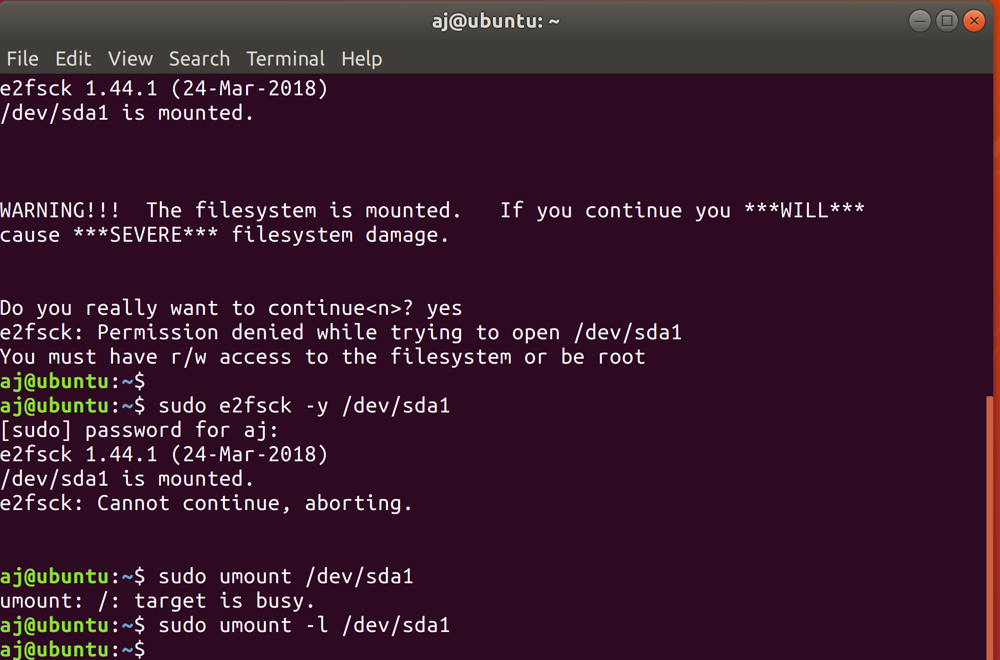 aj@ubuntu: ~
File Edit View Search Terminal Help
e2fsck 1.44.1 (24-Mar-2018)
/dev/sda1 is mounted.
WARNING!!!  The filesystem is mounted.   If you continue you ***WILL***
cause ***SEVERE*** filesystem damage.
Do you really want to continue<n>? yes
e2fsck: Permission denied while trying to open /dev/sda1
You must have r/w access to the filesystem or be root
aj@ubuntu:~$
aj@ubuntu:~$ sudo e2fsck -y /dev/sda1
[sudo] password for aj:
e2fsck 1.44.1 (24-Mar-2018)
/dev/sda1 is mounted.
e2fsck: Cannot continue, aborting.
aj@ubuntu:~$ sudo umount /dev/sda1
umount: /: target is busy.
aj@ubuntu:~$ sudo umount -l /dev/sda1
aj@ubuntu:~$